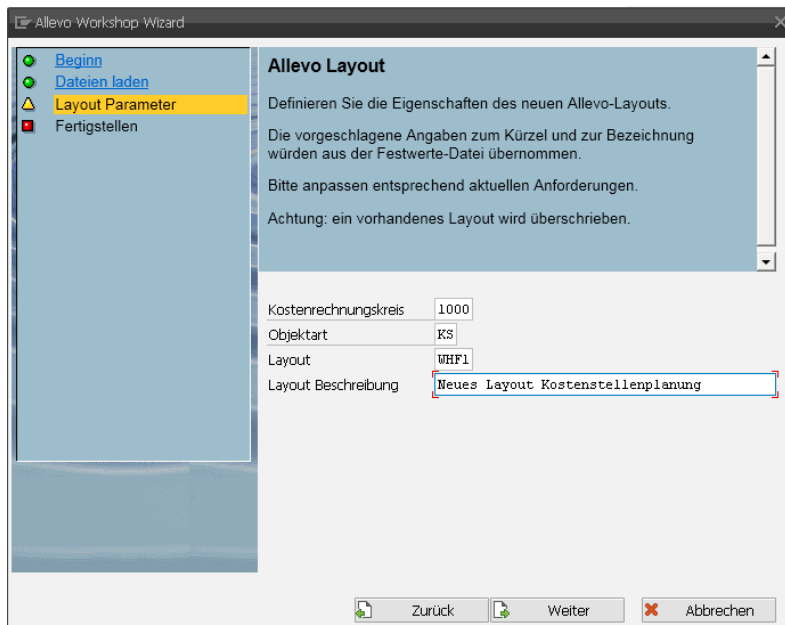 Allevo Workshop Wizard
Beginn
Dateien laden
Layout Parameter
Fertigstellen
Allevo Layout
Definieren Sie die Eigenschaften des neuen Allevo-Layouts.
Die vorgeschlagene Angaben zum Kürzel und zur Bezeichnung
würden aus der Festwerte-Datei übernommen.
Bitte anpassen entsprechend aktuellen Anforderungen.
Achtung: ein vorhandenes Layout wird überschrieben.
Kostenrechnungskreis 1000
Objektart KS
Layout WHF1
Layout Beschreibung Neues Layout Kostenstellenplanung
Zurück Weiter Abbrechen